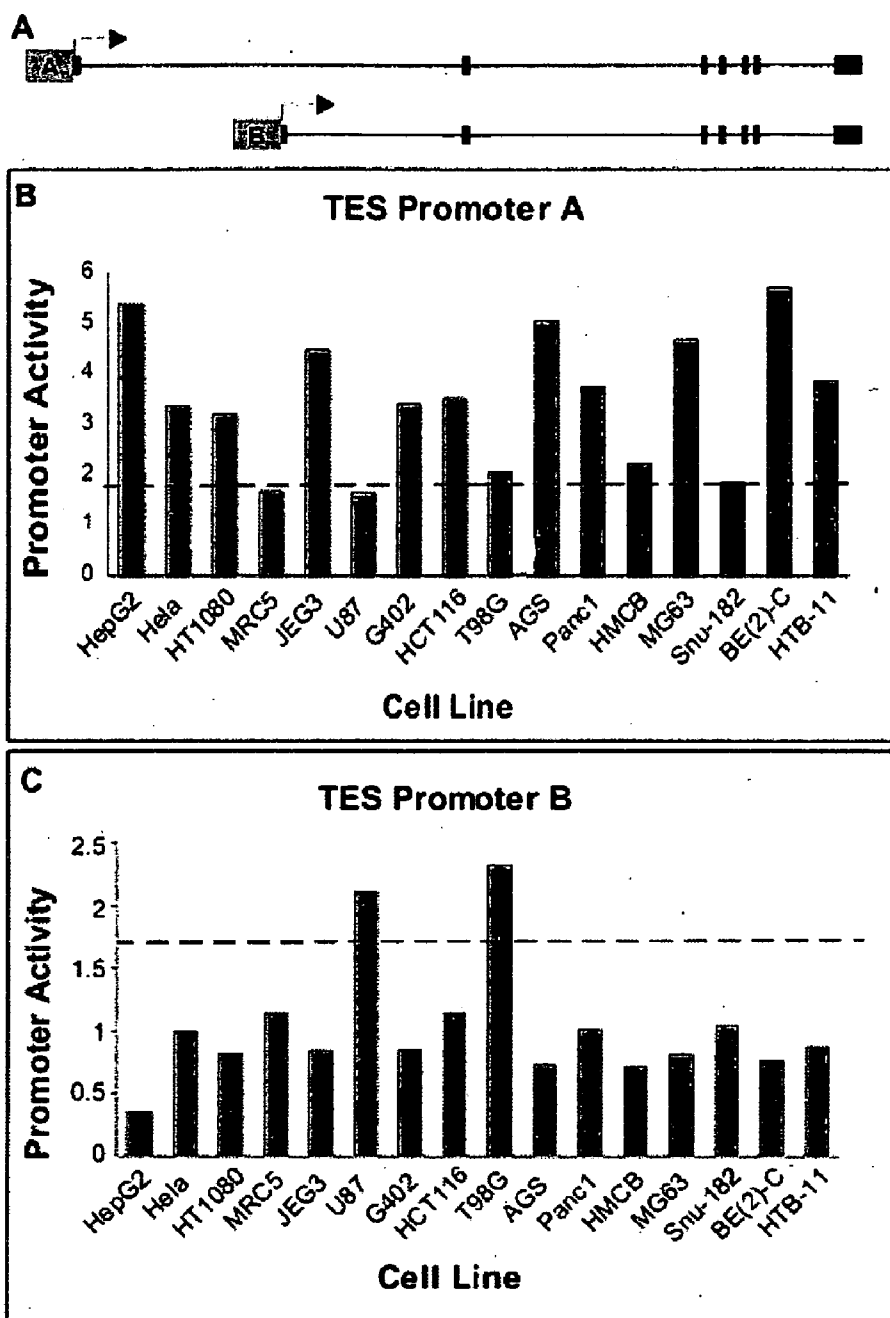 A
A
B
B
TES Promoter A
Promoter Activity
6
5
4
3
2
1
0
HepG2
Hela
HT1080
MRC5
JEG3
U87
G402
HCT116
T98G
AGS
Panc1
HMCB
MG63
Snu-182
BE(2)-C
HTB-11
Cell Line
C
TES Promoter B
Promoter Activity
2.5
2
1.5
1
0.5
0
HepG2
Hela
HT1080
MRC5
JEG3
U87
G402
HCT116
T98G
AGS
Panc1
HMCB
MG63
Snu-182
BE(2)-C
HTB-11
Cell Line